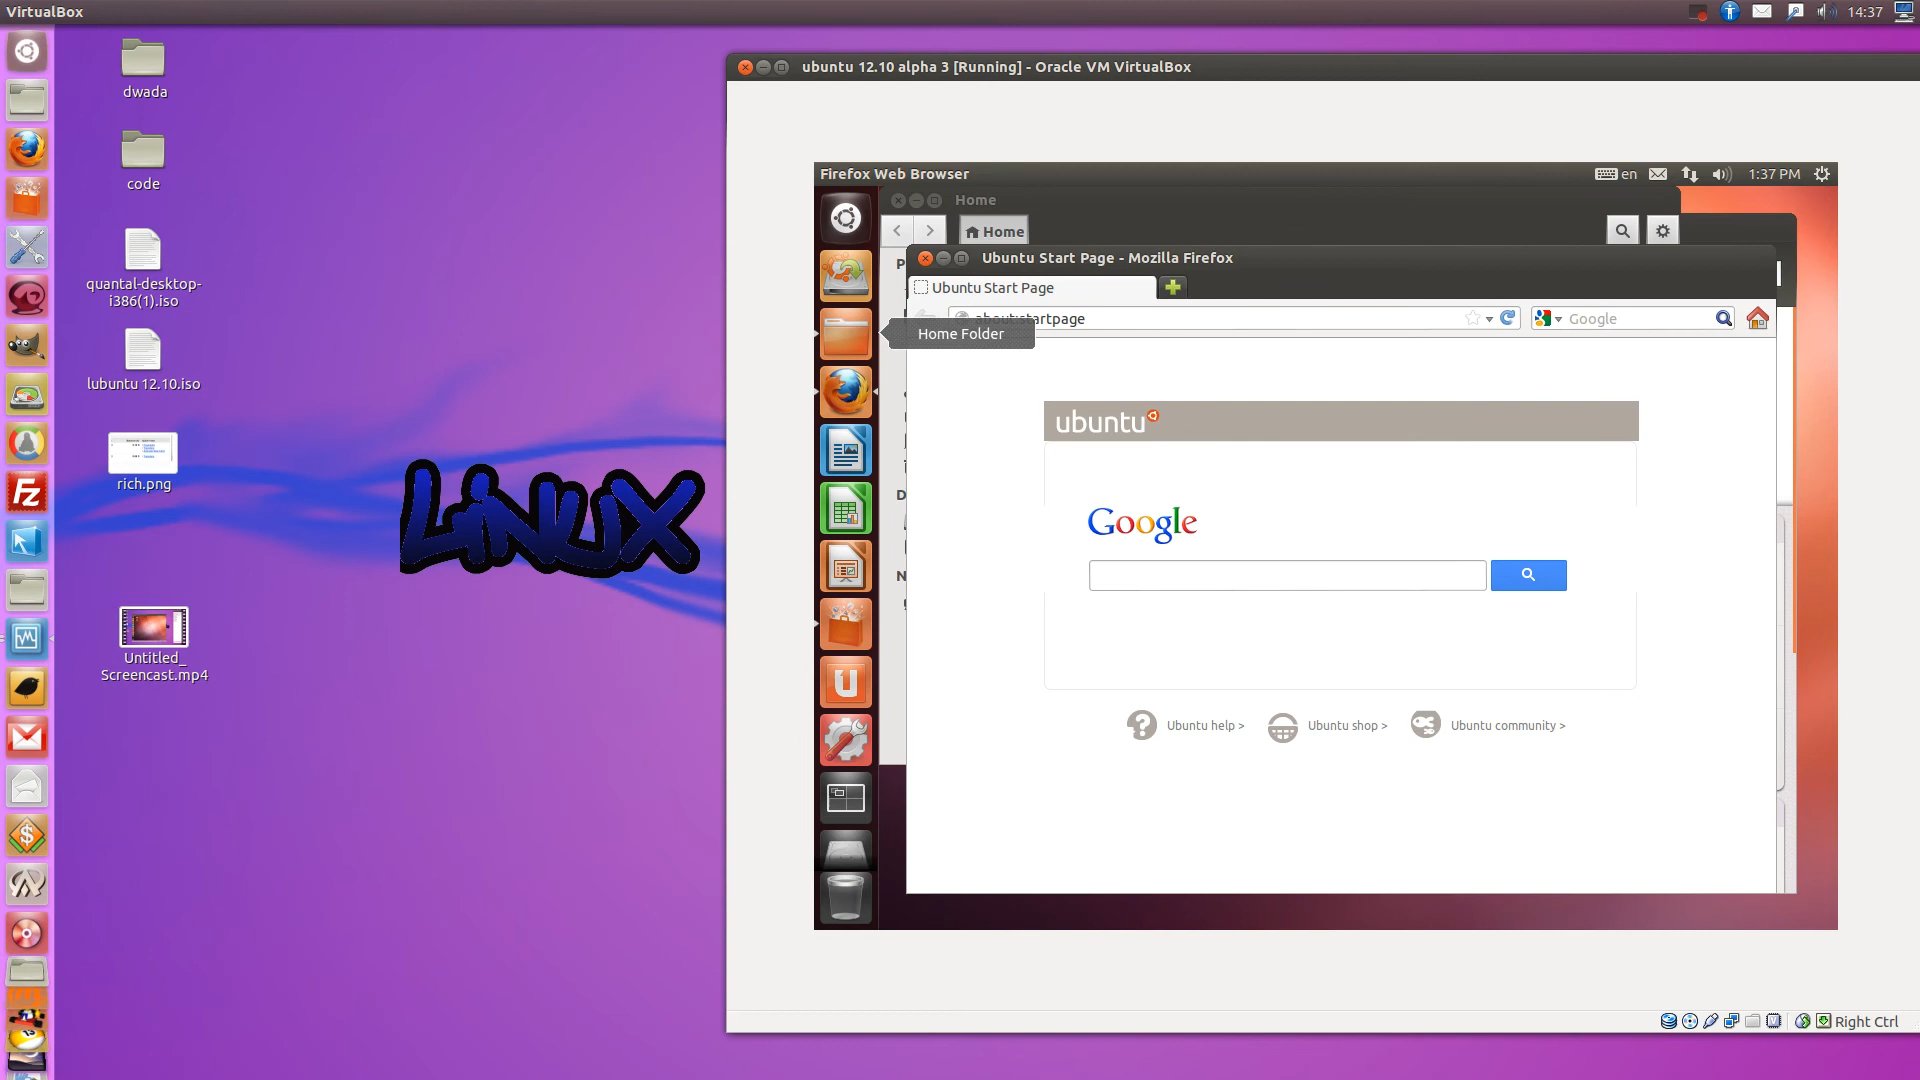 VirtualBox
14:37
dwada
code
quantal-desktop-
i386(1).iso
lubuntu 12.10.iso
rich.png
Untitled_
Screencast.mp4
LiNUX
Fz
ubuntu 12.10 alpha 3 [Running] - Oracle VM VirtualBox
Firefox Web Browser
en
1:37 PM
Home
Home
P
Ubuntu Start Page - Mozilla Firefox
Ubuntu Start Page
about:startpage
Google
Home Folder
ubuntu
D
Google
N
u
Ubuntu help >
Ubuntu shop >
Ubuntu community >
Right Ctrl